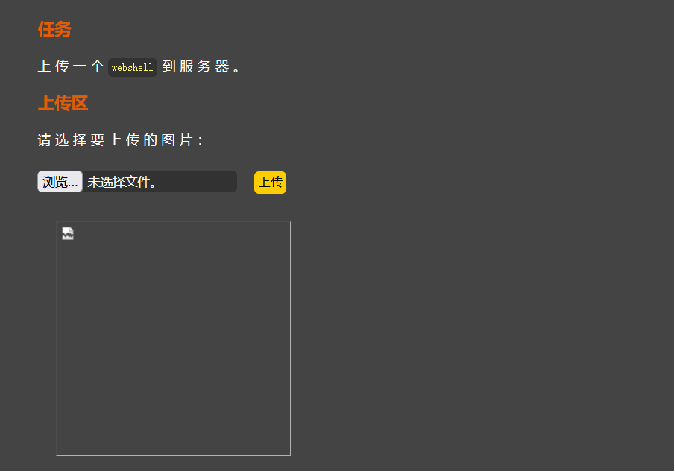 任务
上传一个 webshell 到服务器。
上传区
请选择要上传的图片：
浏览... 未选择文件。 上传